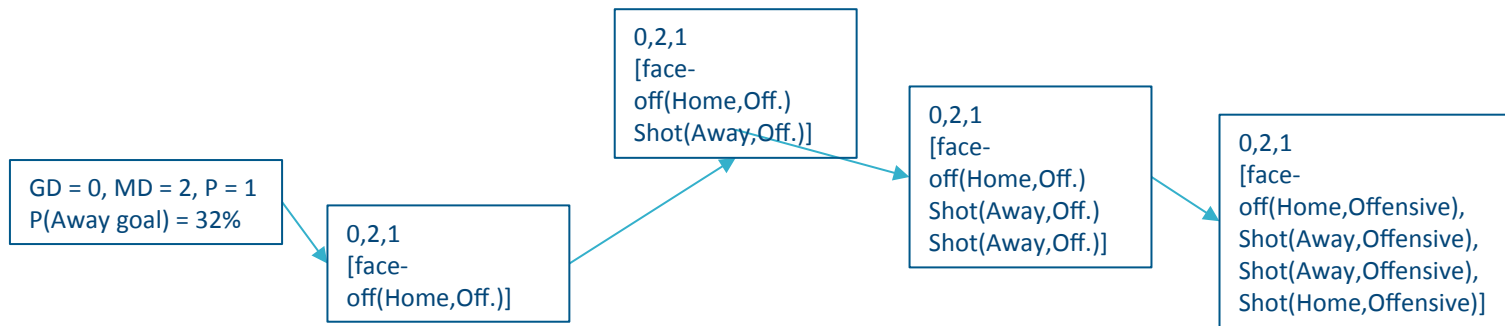 GD = 0, MD = 2, P = 1
P(Away goal) = 32%
0,2,1
[face-
off(Home,Off.)]
0,2,1
[face-
off(Home,Off.)
Shot(Away,Off.)]
0,2,1
[face-
off(Home,Off.)
Shot(Away,Off.)
Shot(Away,Off.)]
0,2,1
[face-
off(Home,Offensive),
Shot(Away,Offensive),
Shot(Away,Offensive),
Shot(Home,Offensive)]